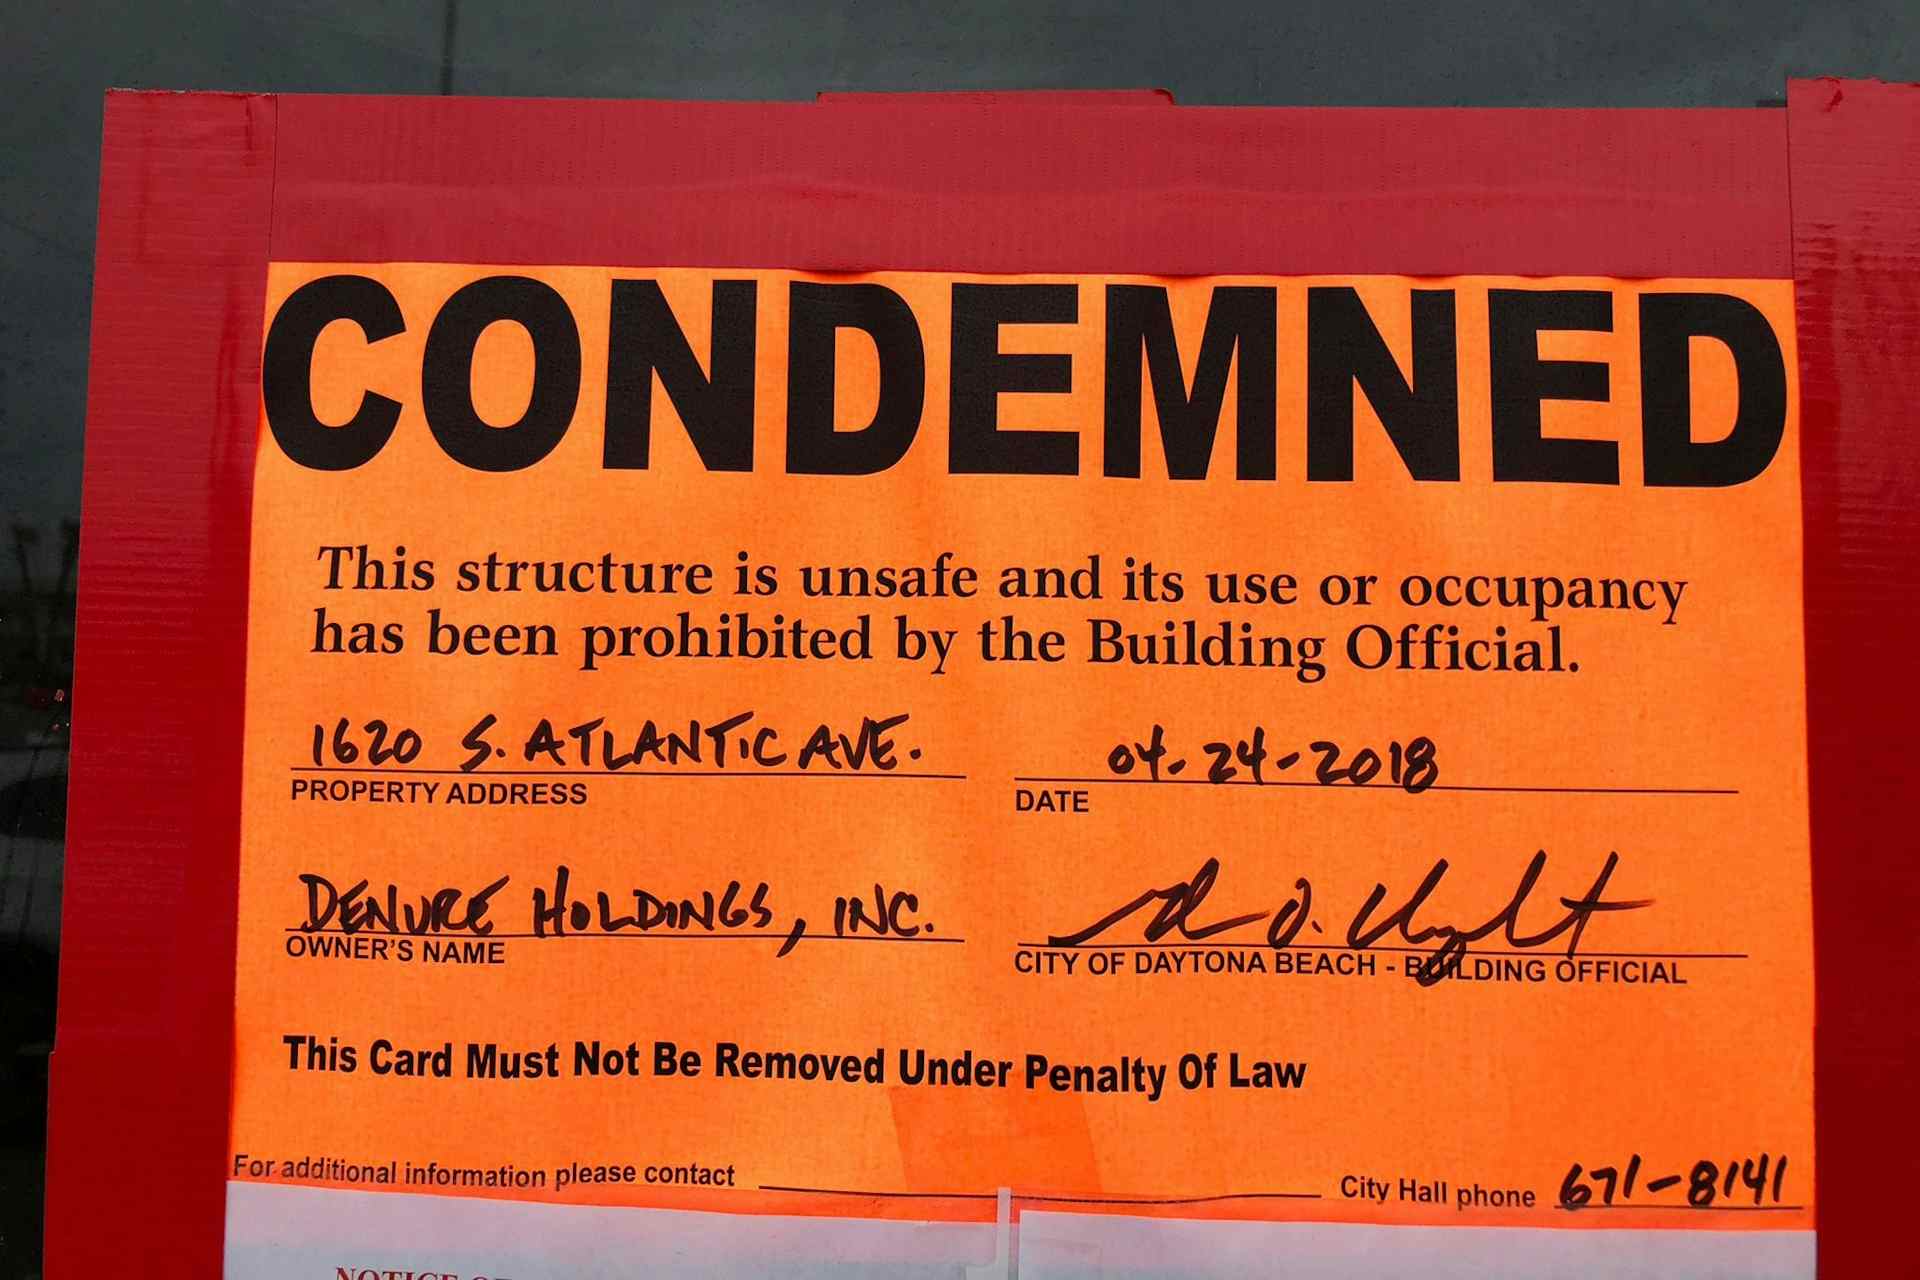 CONDEMNED
This structure is unsafe and its use or occupancy
has been prohibited by the Building Official.
1620 S. ATLANTIC AVE. 04-24-2018
PROPERTY ADDRESS DATE
DENURE HOLDINGS, INC.
OWNER'S NAME CITY OF DAYTONA BEACH - BUILDING OFFICIAL
This Card Must Not Be Removed Under Penalty Of Law
For additional information please contact City Hall phone 671-8141
NOTICE OF